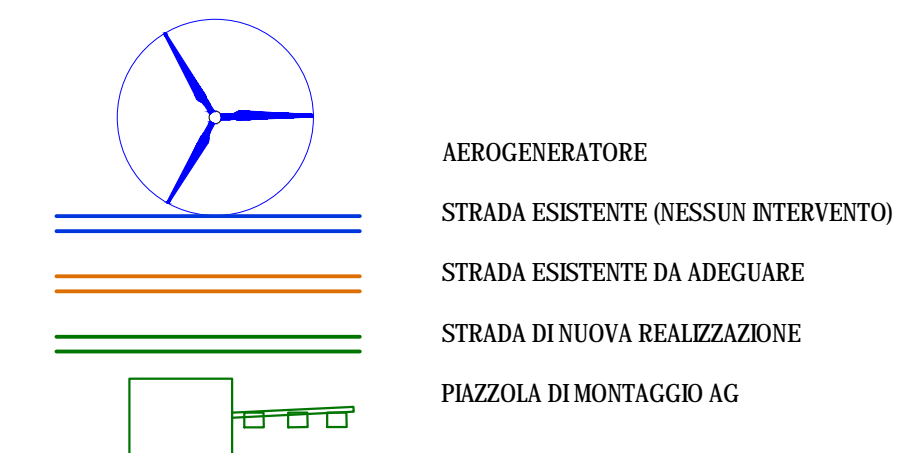 AEROGENERATORE
STRADA ESISTENTE (NESSUN INTERVENTO)
STRADA ESISTENTE DA ADEGUARE
STRADA DI NUOVA REALIZZAZIONE
PIAZZOLA DI MONTAGGIO AG